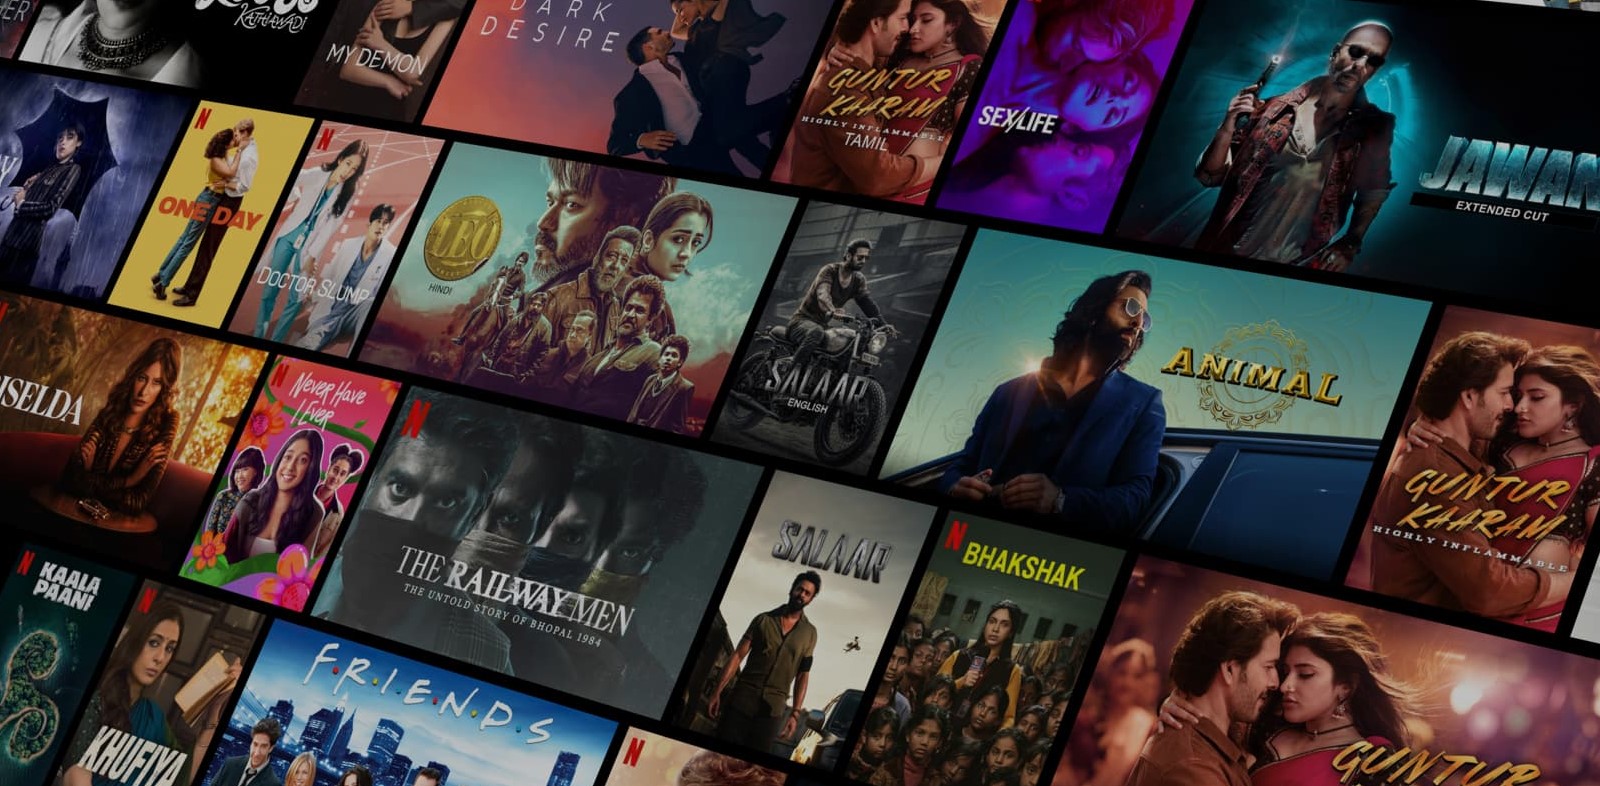 KATHIAWADI
MY DEMON
DARK
DESIRE
GUNTUR
KAARAM
HIGHLY INFLAMMABLE
TAMIL
SEX/LIFE
JAWAN
EXTENDED CUT
N
ONE DAY
N
DOCTOR SLUMP
LEO
HINDI
SALAAR
ENGLISH
ANIMAL
GUNTUR
KAARAM
HIGHLY INFLAMMABLE
ISELDA
N
Never Have
I Ever
N
THE RAILWAY MEN
THE UNTOLD STORY OF BHOPAL 1984
SALAAR
N
BHAKSHAK
N
KAALA
PAANI
N
KHUFIYA
F.R.I.E.N.D.S
N
GUNTUR